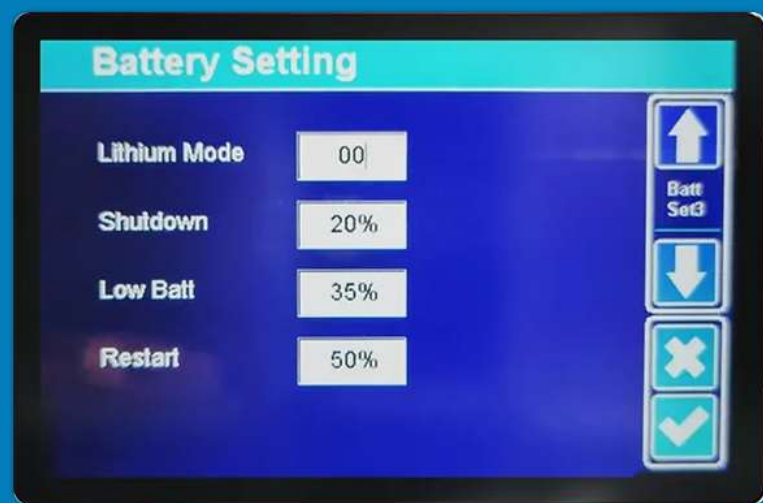 Battery Setting
Lithium Mode 00
Shutdown 20%
Low Batt 35%
Restart 50%
Batt
Set3